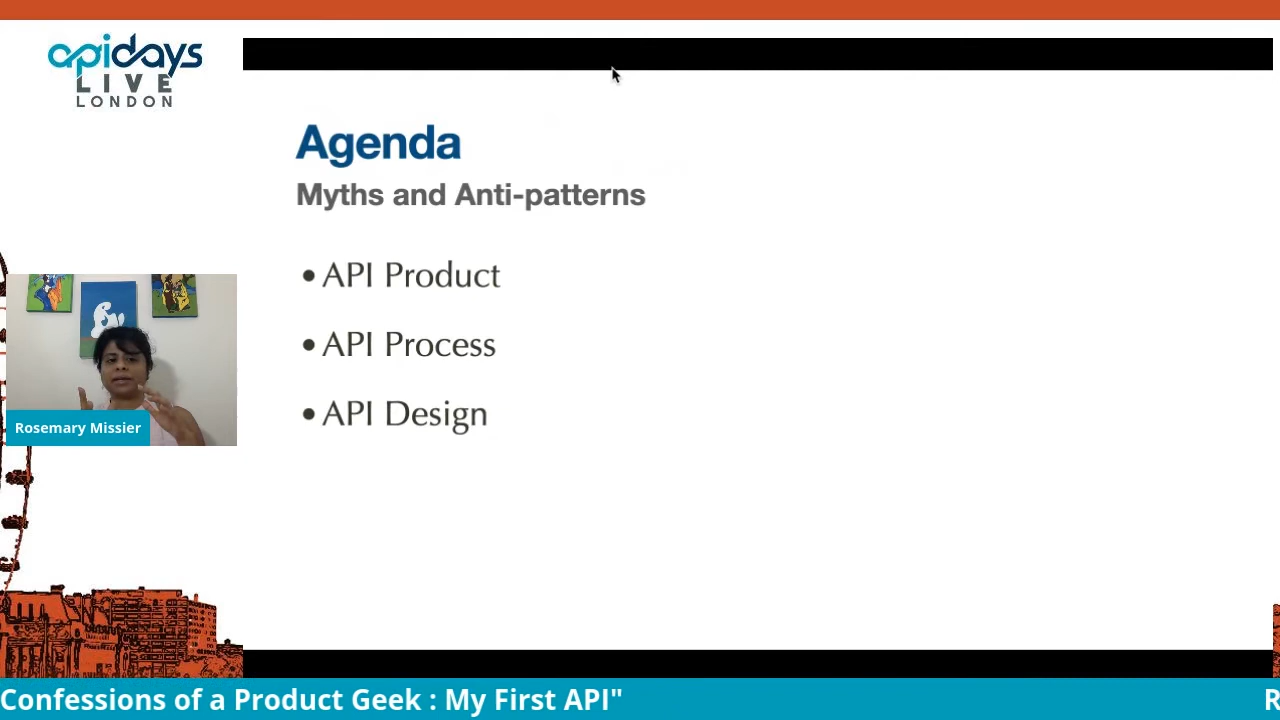 apidays
LIVE
LONDON
Agenda
Myths and Anti-patterns
• API Product
• API Process
• API Design
Rosemary Missier
Confessions of a Product Geek : My First API"
R